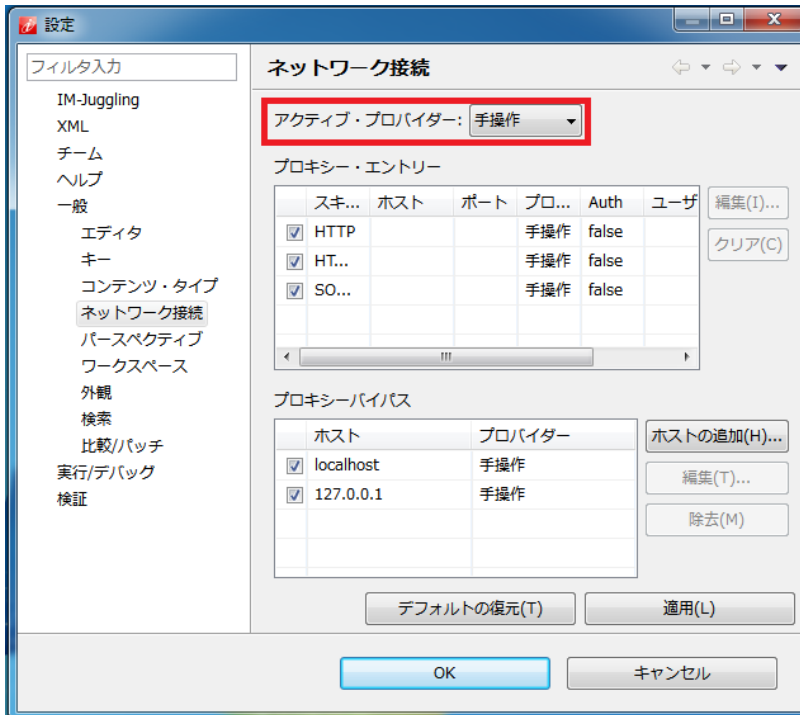 設定
フィルタ入力
IM-Juggling
XML
チーム
ヘルプ
一般
エディタ
キー
コンテンツ・タイプ
ネットワーク接続
パースペクティブ
ワークスペース
外観
検索
比較/パッチ
実行/デバッグ
検証
ネットワーク接続
アクティブ・プロバイダー: 手操作
プロキシー・エントリー
スキ... ホスト ポート プロ... Auth ユーザ
HTTP 手操作 false
HT... 手操作 false
SO... 手操作 false
編集(I)...
クリア(C)
プロキシーバイパス
ホスト プロバイダー
localhost 手操作
127.0.0.1 手操作
ホストの追加(H)...
編集(T)...
除去(M)
デフォルトの復元(T) 適用(L)
OK キャンセル